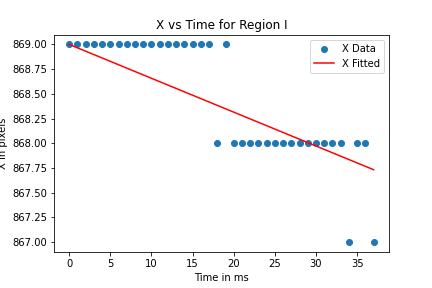 X vs Time for Region I
X Data
X Fitted
869.00
868.75
868.50
868.25
868.00
867.75
867.50
867.25
867.00
X in pixels
0 5 10 15 20 25 30 35
Time in ms